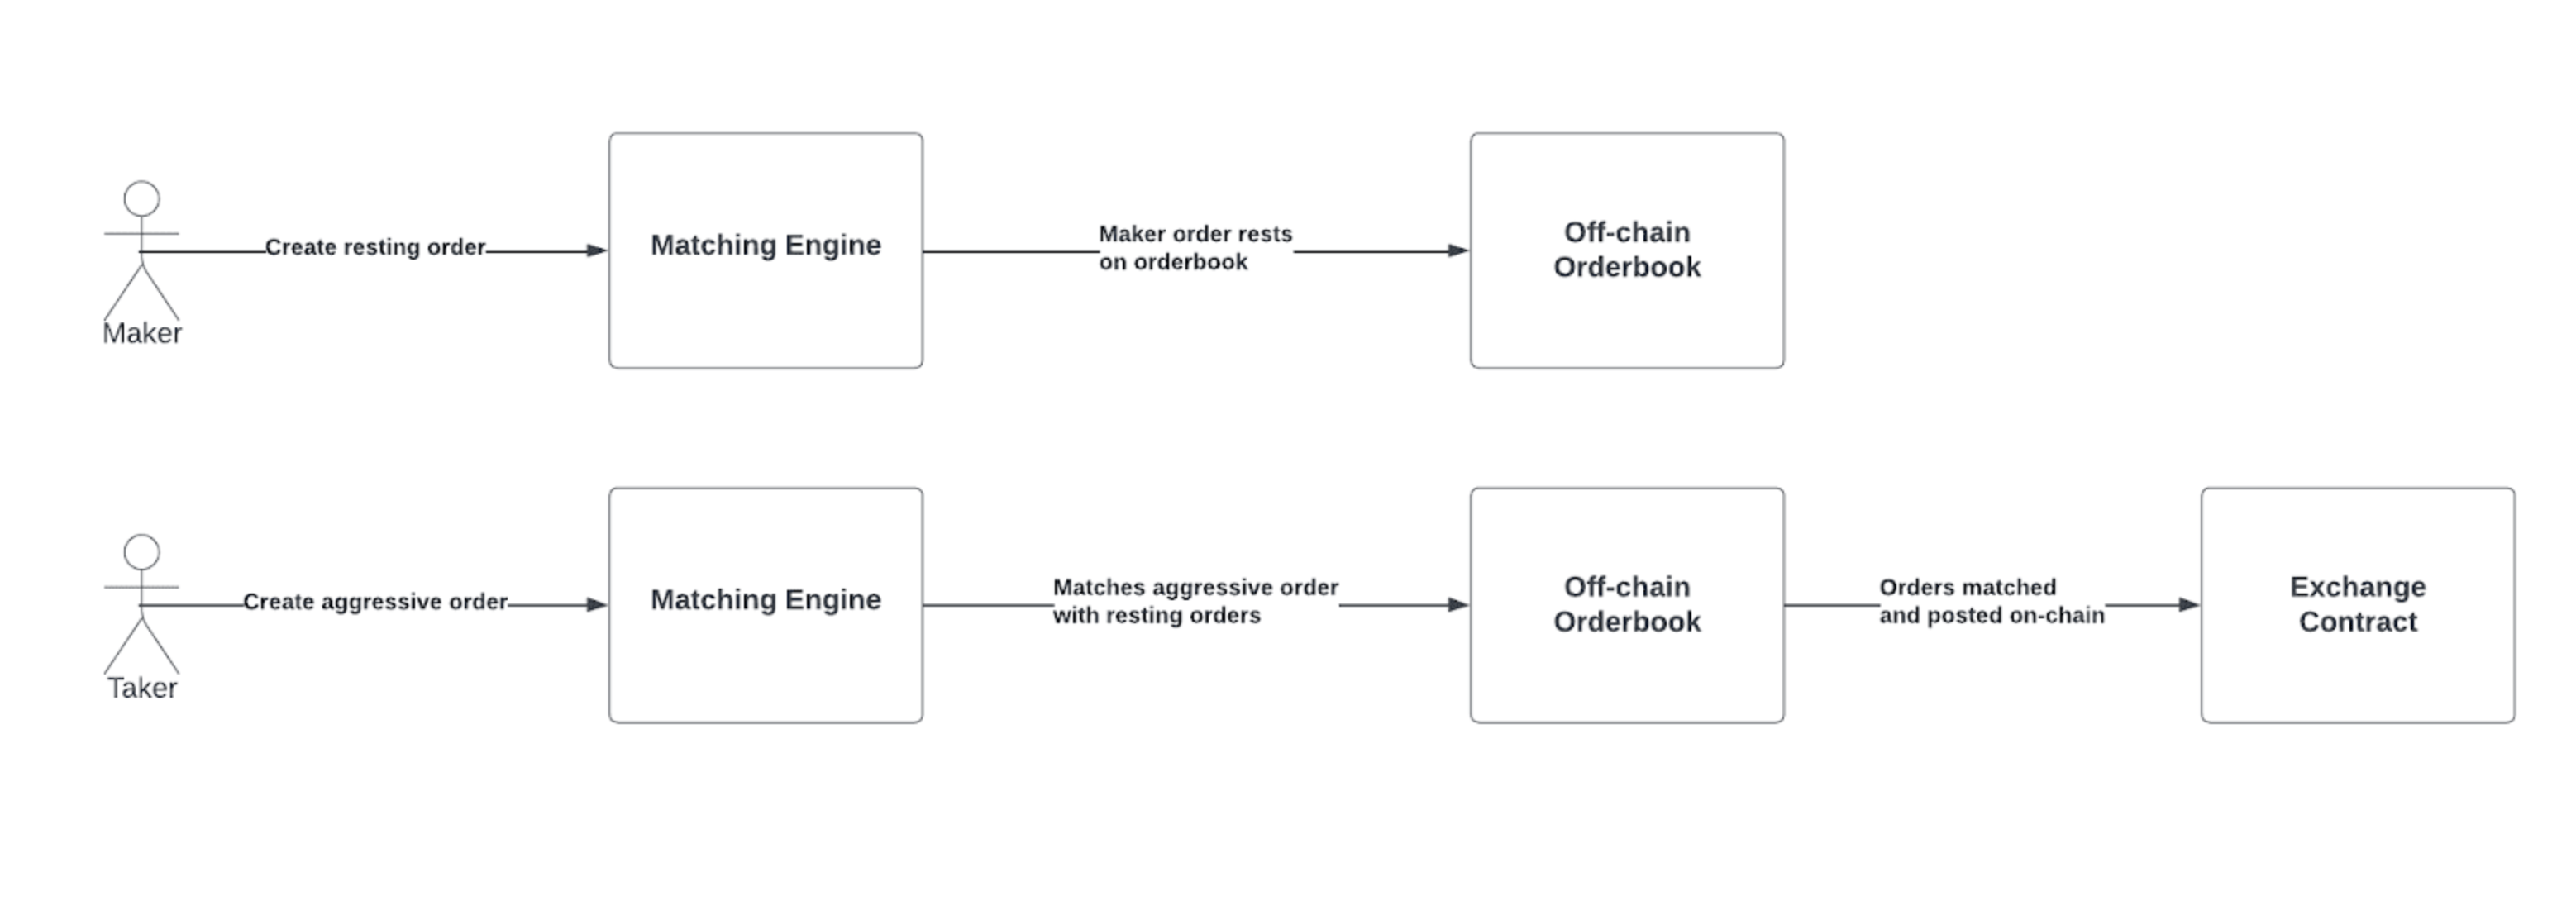 Create resting order
Matching Engine
Maker order rests
on orderbook
Off-chain
Orderbook
Maker
Create aggressive order
Matching Engine
Matches aggressive order
with resting orders
Off-chain
Orderbook
Orders matched
and posted on-chain
Exchange
Contract
Taker